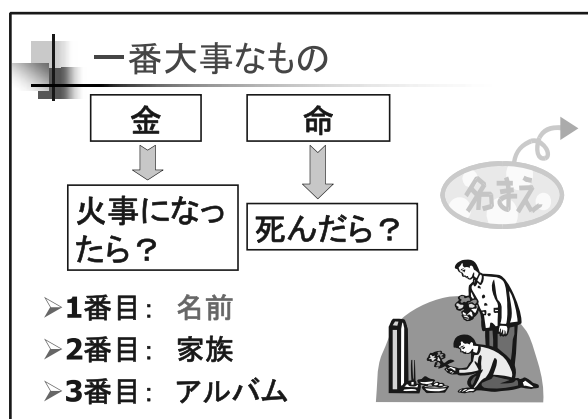 一番大事なもの
金
命
火事になっ
たら？
死んだら？
名まえ
➢1番目： 名前
➢2番目： 家族
➢3番目： アルバム